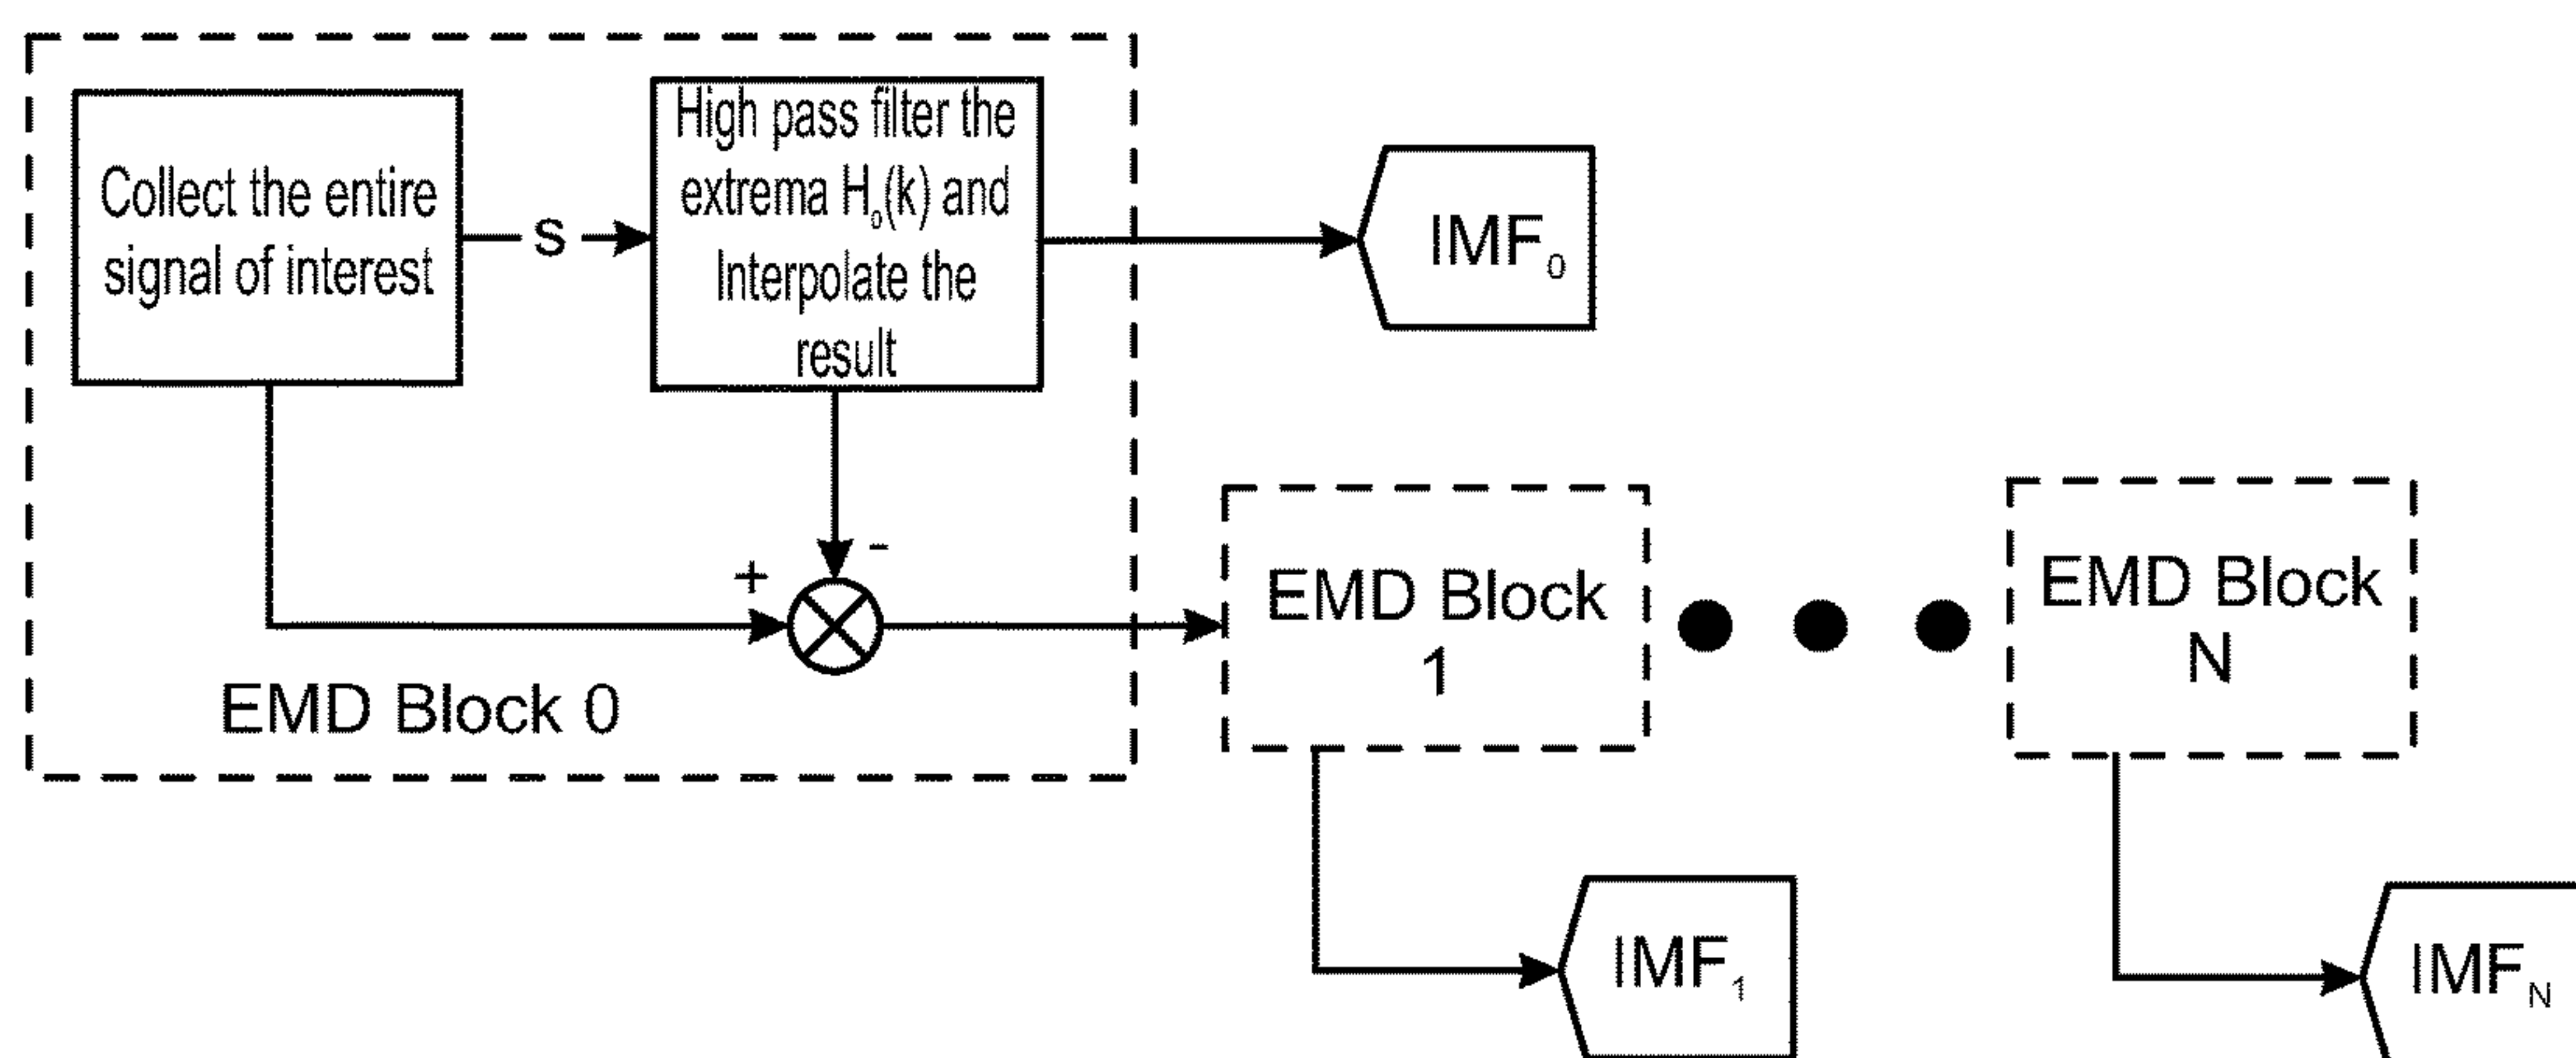 Collect the entire
signal of interest
S
High pass filter the
extrema H₀(k) and
Interpolate the
result
IMF₀
+
-
EMD Block 0
EMD Block
1
EMD Block
N
IMF₁
IMF_N